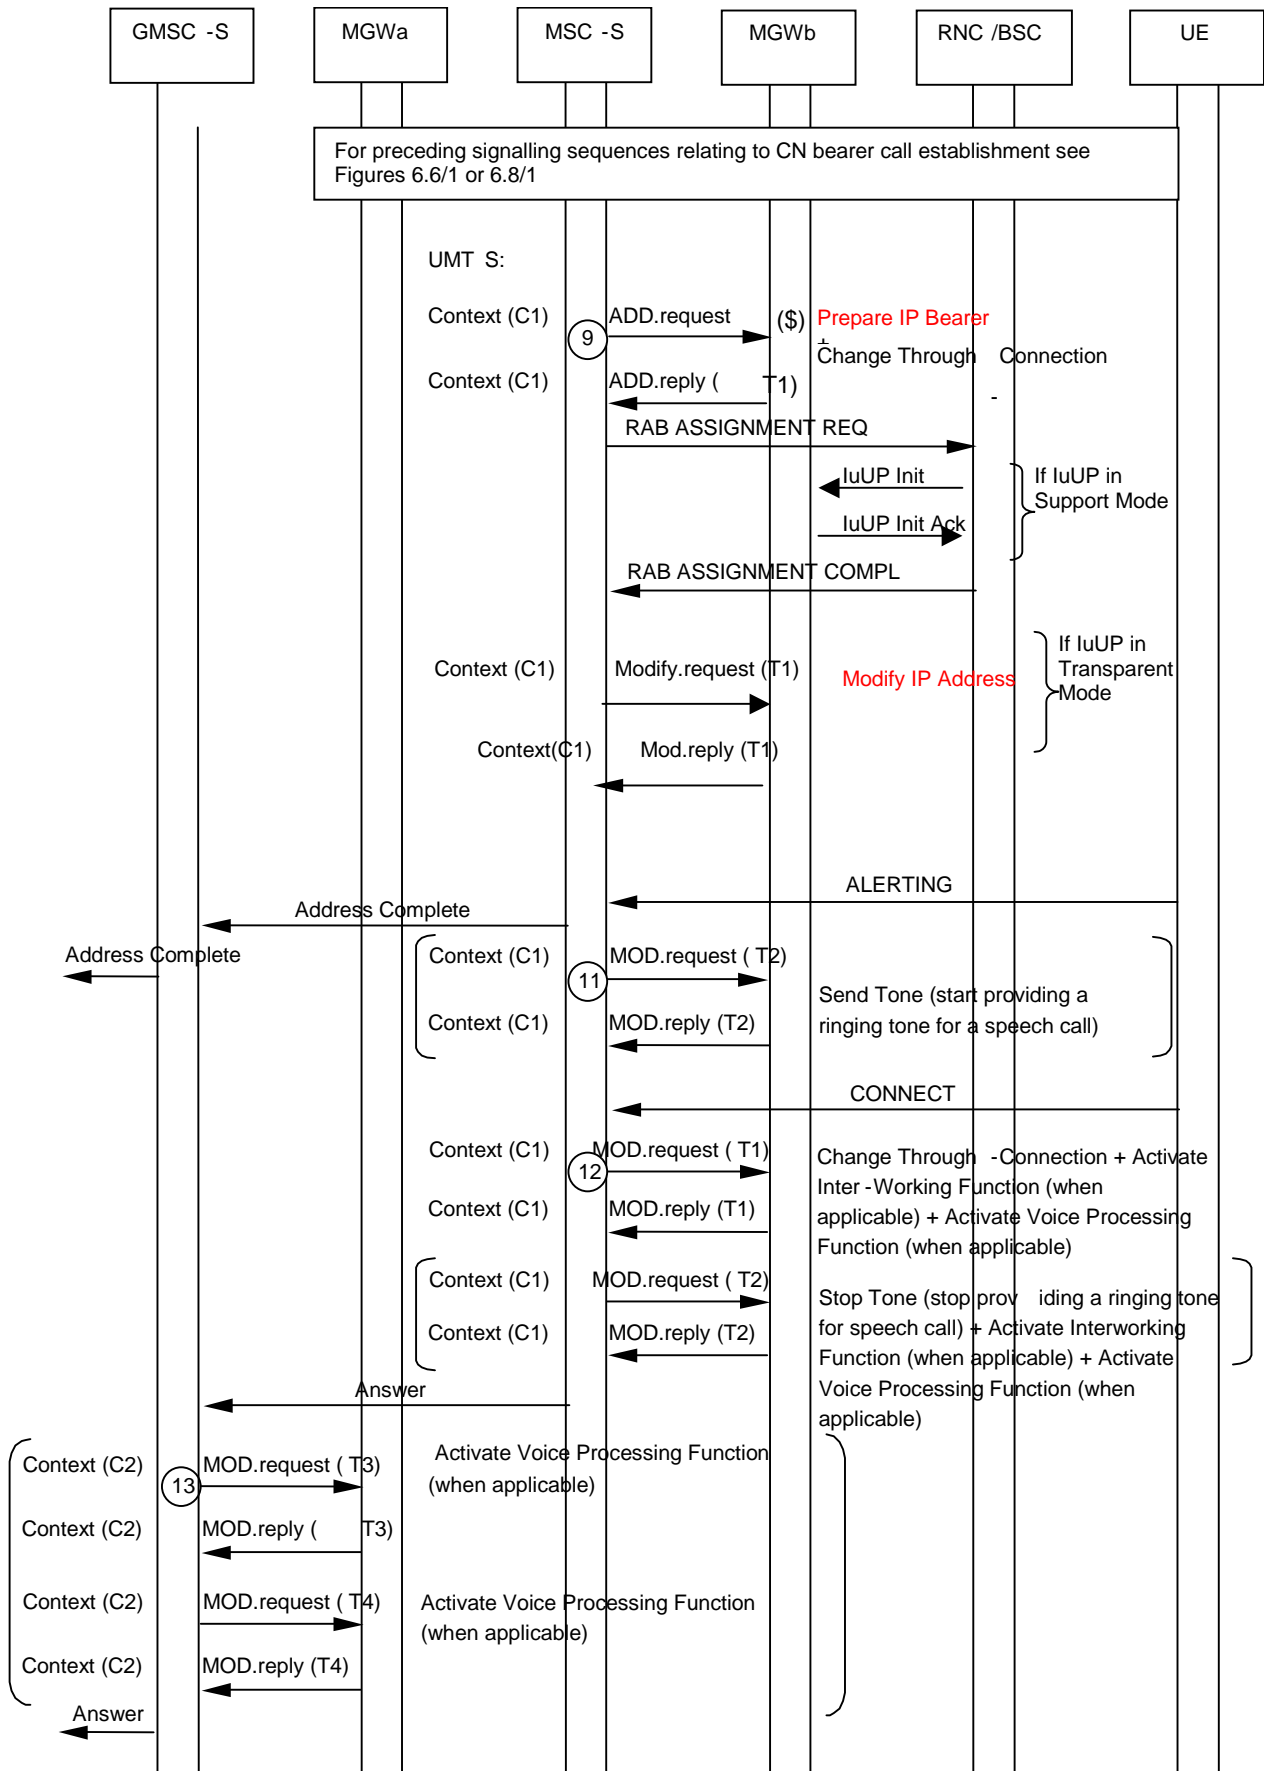 GMSC -S
MGWa
MSC -S
MGWb
RNC /BSC
UE
For preceding signalling sequences relating to CN bearer call establishment see
Figures 6.6/1 or 6.8/1
UMT S:
Context (C1)
9
ADD.request
($)
Prepare IP Bearer
+
Change Through Connection
Context (C1)
ADD.reply ( T1)
-
RAB ASSIGNMENT REQ
IuUP Init
If IuUP in
Support Mode
IuUP Init Ack
RAB ASSIGNMENT COMPL
If IuUP in
Transparent
Mode
Context (C1)
Modify.request (T1)
Modify IP Address
Context(C1)
Mod.reply (T1)
ALERTING
Address Complete
Address Complete
Context (C1)
11
MOD.request ( T2)
Send Tone (start providing a
ringing tone for a speech call)
Context (C1)
MOD.reply (T2)
CONNECT
Context (C1)
12
MOD.request ( T1)
Change Through -Connection + Activate
Inter -Working Function (when
applicable) + Activate Voice Processing
Function (when applicable)
Context (C1)
MOD.reply (T1)
Context (C1)
MOD.request ( T2)
Stop Tone (stop prov iding a ringing tone
for speech call) + Activate Interworking
Function (when applicable) + Activate
Voice Processing Function (when
applicable)
Context (C1)
MOD.reply (T2)
Answer
Context (C2)
13
MOD.request ( T3)
Activate Voice Processing Function
(when applicable)
Context (C2)
MOD.reply ( T3)
Context (C2)
MOD.request ( T4)
Activate Voice Processing Function
(when applicable)
Context (C2)
MOD.reply (T4)
Answer